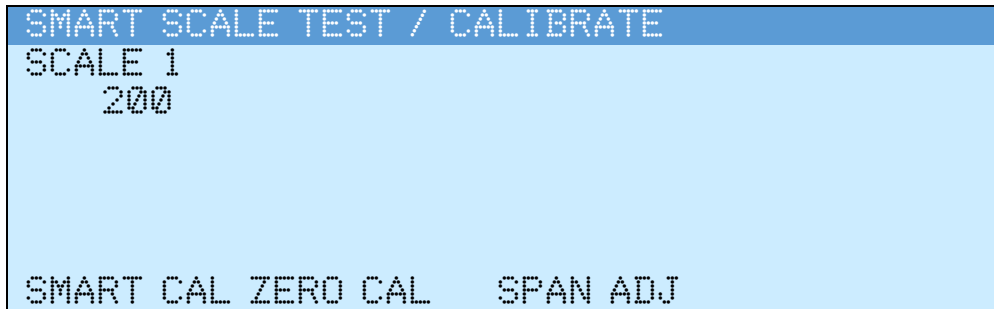 SMART SCALE TEST / CALIBRATE
SCALE 1
200
SMART CAL ZERO CAL SPAN ADJ